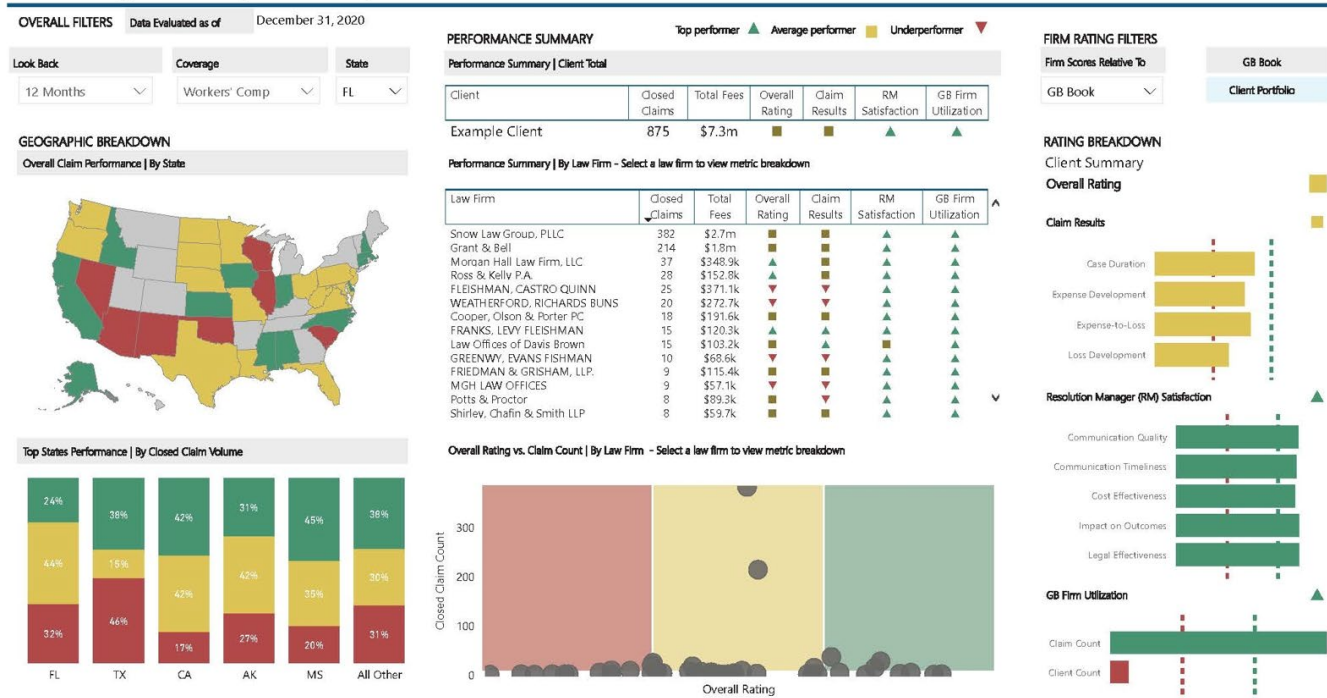 OVERALL FILTERS
Data Evaluated as of
December 31, 2020
Look Back
Coverage
State
12 Months
Workers' Comp
FL
GEOGRAPHIC BREAKDOWN
Overall Claim Performance | By State
Top States Performance | By Closed Claim Volume
24%
38%
42%
31%
45%
38%
44%
15%
42%
42%
35%
30%
32%
46%
17%
27%
20%
31%
FL
TX
CA
AK
MS
All Other
PERFORMANCE SUMMARY
Top performer
Average performer
Underperformer
Performance Summary | Client Total
Client
Closed Claims
Total Fees
Overall Rating
Claim Results
RM Satisfaction
GB Firm Utilization
Example Client 875 $7.3m
Performance Summary | By Law Firm - Select a law firm to view metric breakdown
Law Firm
Closed Claims
Total Fees
Overall Rating
Claim Results
RM Satisfaction
GB Firm Utilization
Snow Law Group, PLLC 382 $2.7m
Grant & Bell 214 $1.8m
Morgan Hall Law Firm, LLC 37 $348.9k
Ross & Kelly P.A. 28 $152.8k
FLEISHMAN, CASTRO QUINN 25 $371.1k
WEATHERFORD, RICHARDS BUNS 20 $272.7k
Cooper, Olson & Porter PC 18 $191.6k
FRANKS, LEVY FLEISHMAN 15 $120.3k
Law Offices of Davis Brown 15 $103.2k
GREENWY, EVANS FISHMAN 10 $68.6k
FRIEDMAN & GRISHAM, LLP. 9 $115.4k
MGH LAW OFFICES 9 $57.1k
Potts & Proctor 8 $89.3k
Shirley, Chafin & Smith LLP 8 $59.7k
Overall Rating vs. Claim Count | By Law Firm - Select a law firm to view metric breakdown
Closed Claim Count
300
200
100
0
Overall Rating
FIRM RATING FILTERS
Firm Scores Relative To
GB Book
GB Book
Client Portfolio
RATING BREAKDOWN
Client Summary
Overall Rating
Claim Results
Case Duration
Expense Development
Expense-to-Loss
Loss Development
Resolution Manager (RM) Satisfaction
Communication Quality
Communication Timeliness
Cost Effectiveness
Impact on Outcomes
Legal Effectiveness
GB Firm Utilization
Claim Count
Client Count